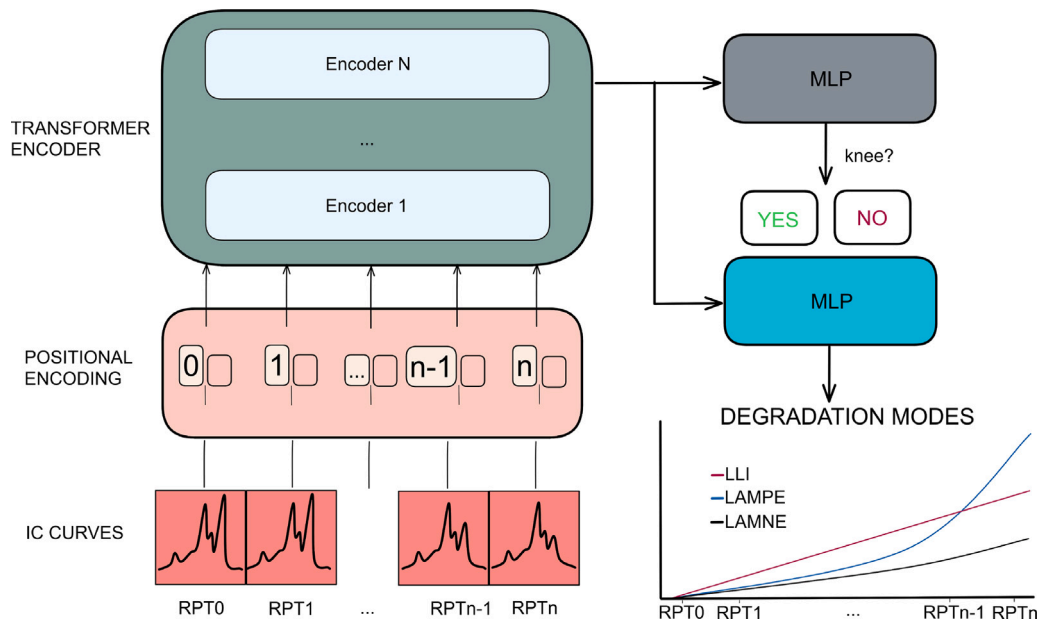 TRANSFORMER
ENCODER
Encoder N
...
Encoder 1
POSITIONAL
ENCODING
0
1
...
n-1
n
IC CURVES
RPT0
RPT1
...
RPTn-1
RPTn
MLP
knee?
YES
NO
MLP
DEGRADATION MODES
LLI
LAMPE
LAMNE
RPT0
RPT1
...
RPTn-1
RPTn